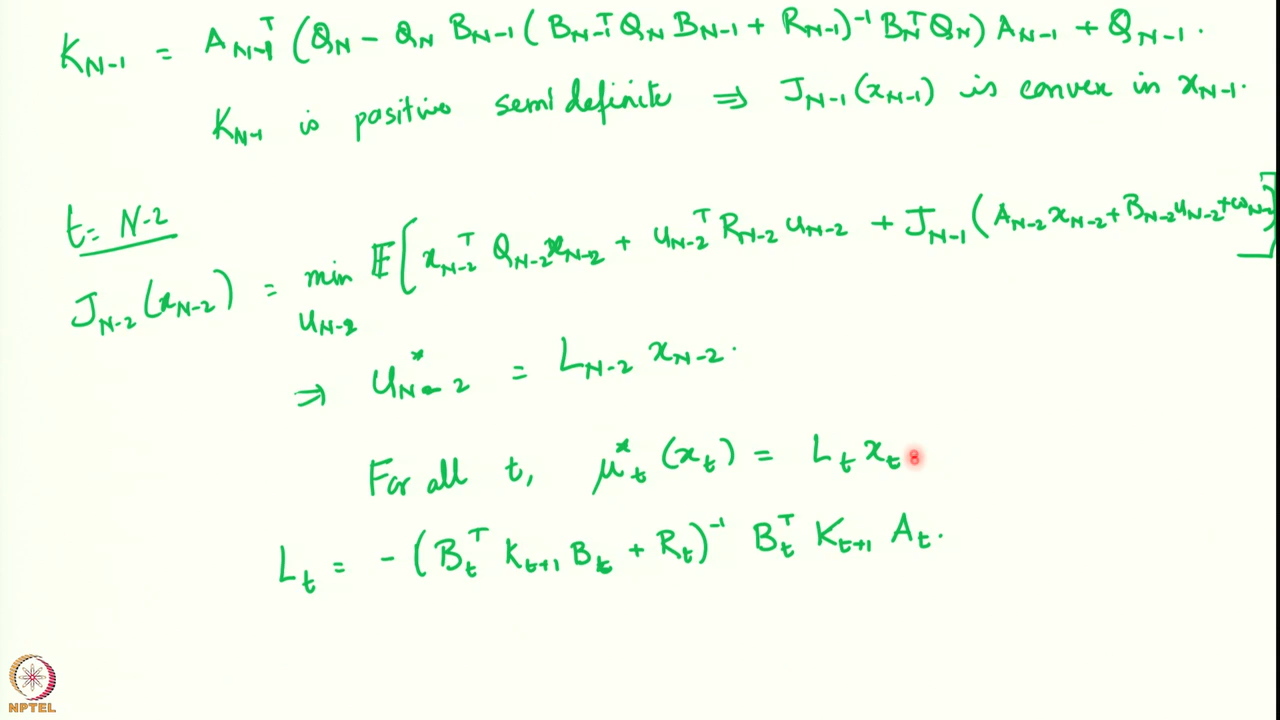 K_{N-1} = A_{N-1}^T (Q_N - Q_N B_{N-1} (B_{N-1}^T Q_N B_{N-1} + R_{N-1})^{-1} B_N^T Q_N) A_{N-1} + Q_{N-1}.
K_{N-1} is positive semidefinite ⇒ J_{N-1}(x_{N-1}) is convex in x_{N-1}.
t = N-2
J_{N-2}(x_{N-2}) = min_{u_{N-2}} 𝔼[x_{N-2}^T Q_{N-2} x_{N-2} + u_{N-2}^T R_{N-2} u_{N-2} + J_{N-1}(A_{N-2} x_{N-2} + B_{N-2} u_{N-2} + ω_{N-2})]
⇒ u_{N-2}^* = L_{N-2} x_{N-2}.
For all t, μ_t^*(x_t) = L_t x_t
L_t = -(B_t^T K_{t+1} B_t + R_t)^{-1} B_t^T K_{t+1} A_t.
NPTEL